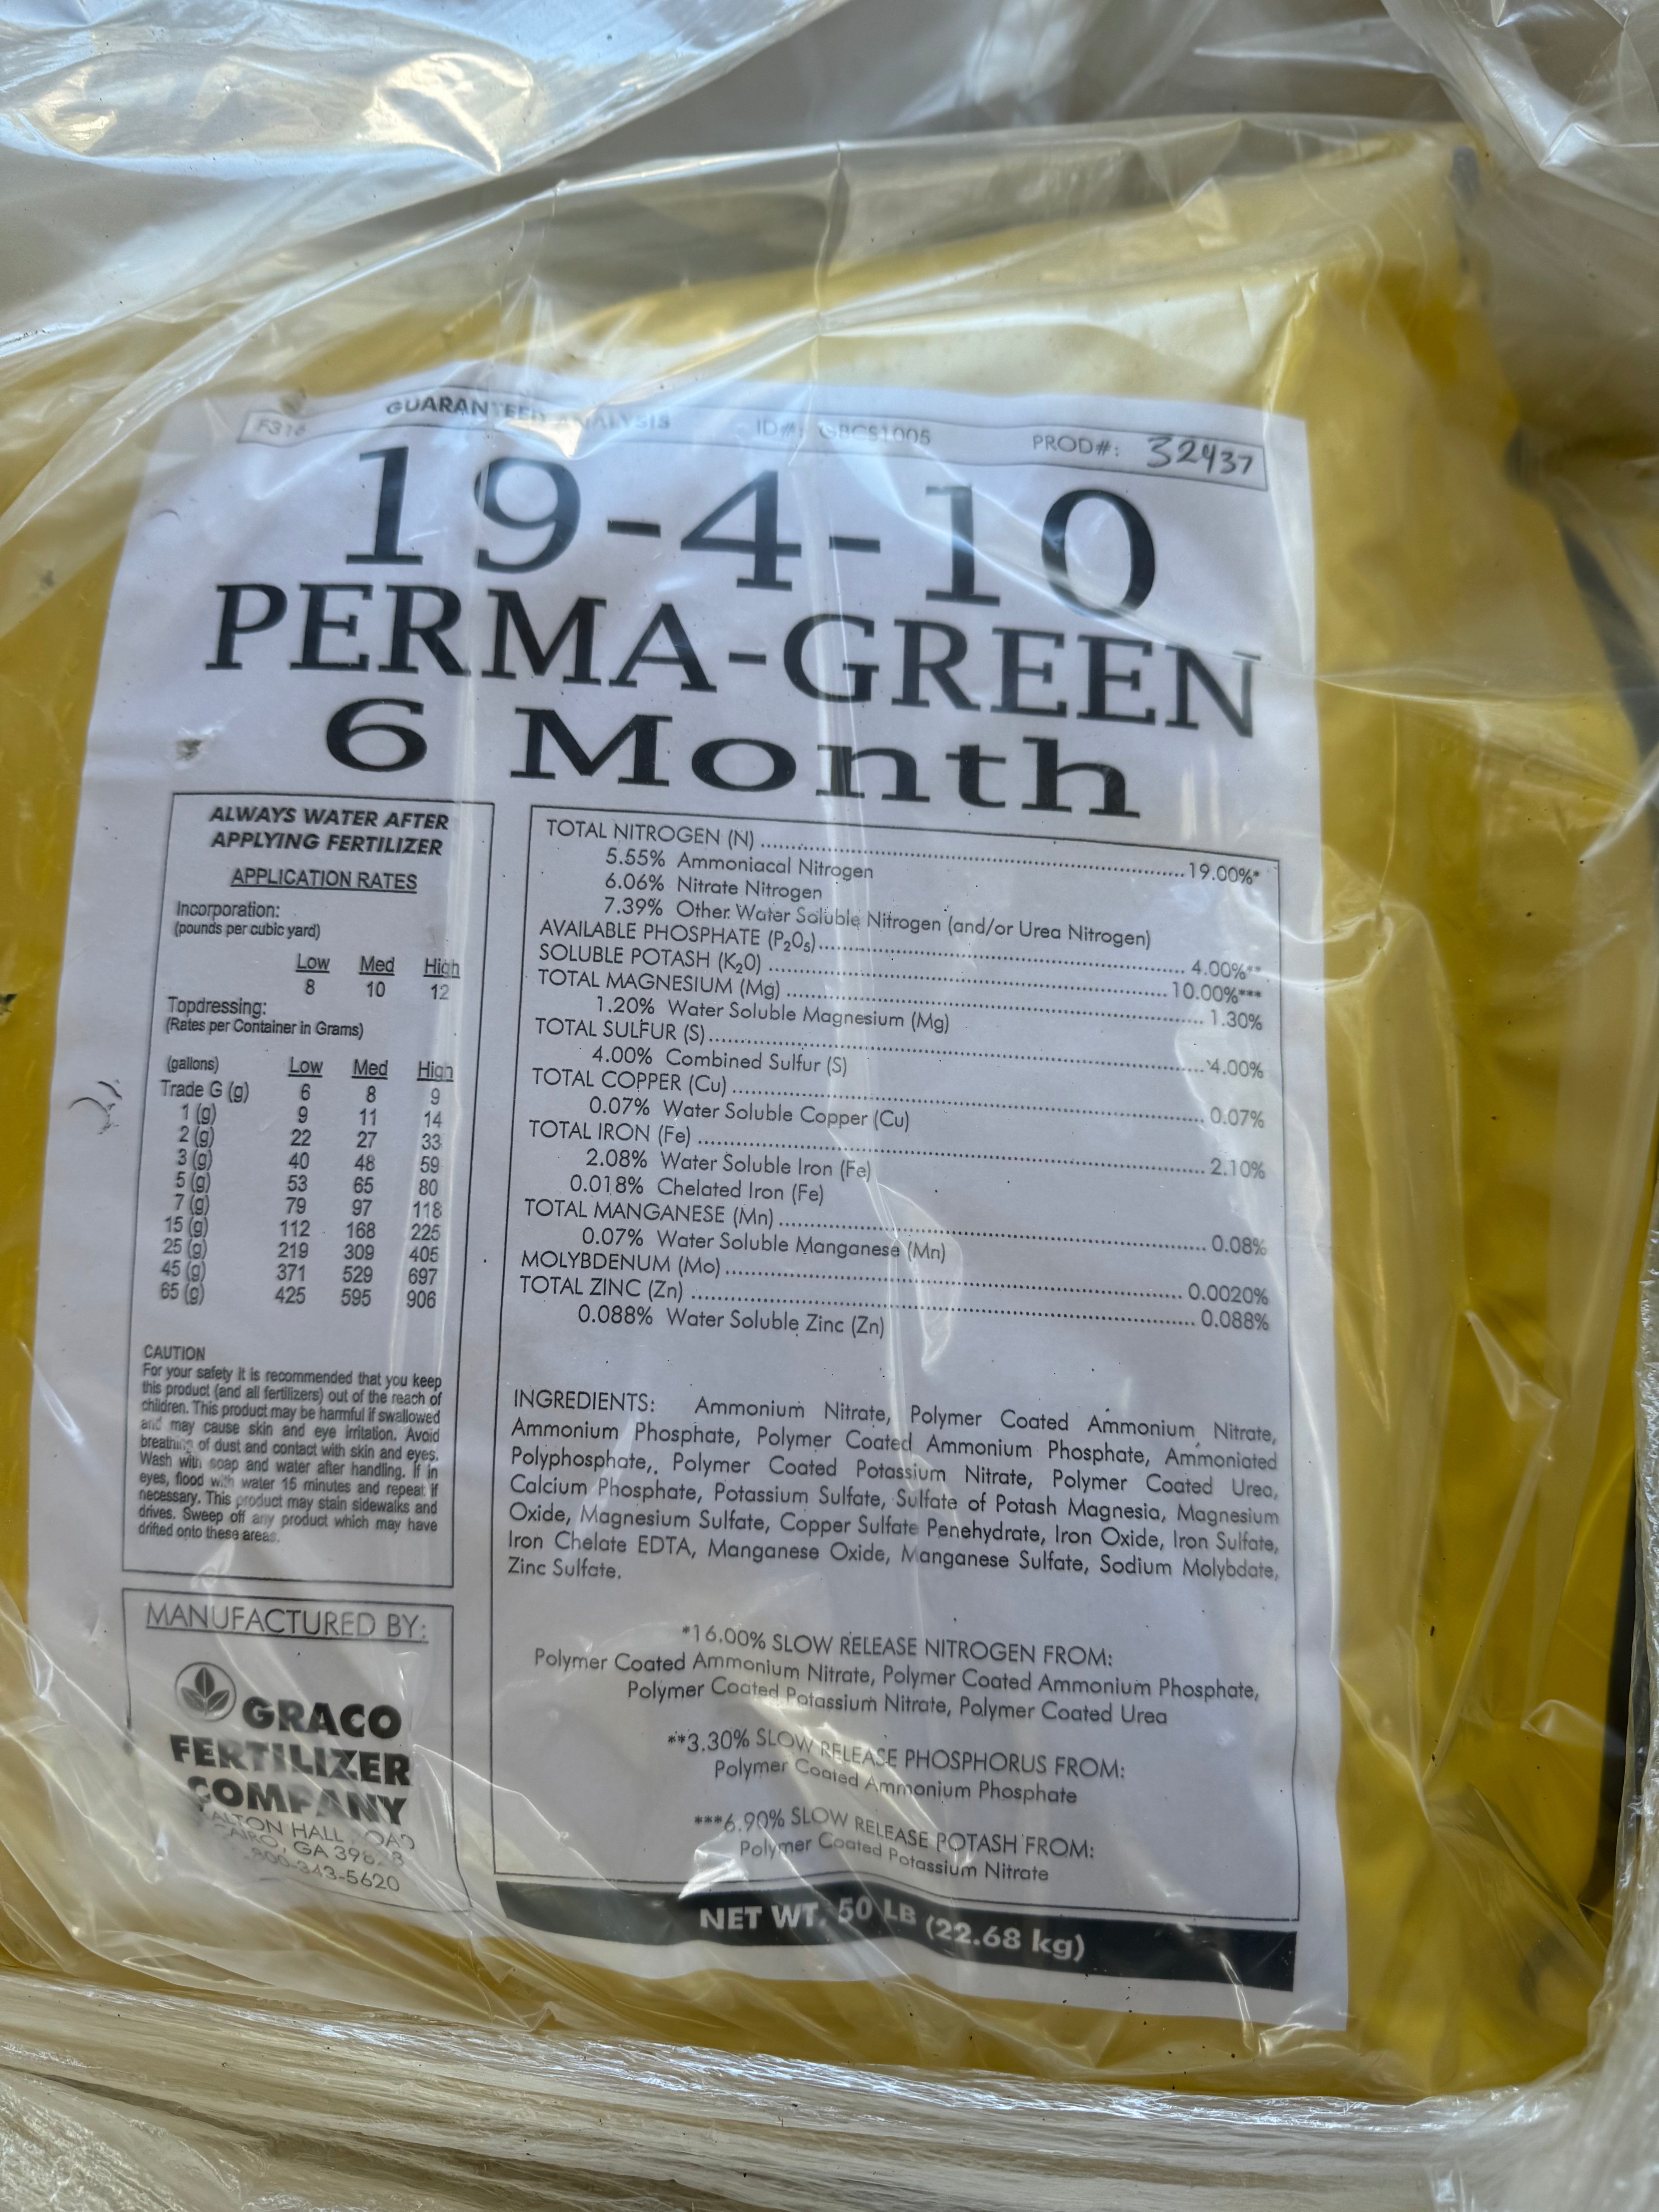 F316 GUARANTEED ANALYSIS ID#: GBCS1005 PROD#: 32437
19-4-10
PERMA-GREEN
6 Month
ALWAYS WATER AFTER
APPLYING FERTILIZER
APPLICATION RATES
Incorporation:
(pounds per cubic yard)
Low Med High
8 10 12
Topdressing:
(Rates per Container in Grams)
(gallons) Low Med High
Trade G (g) 6 8 9
1 (g) 9 11 14
2 (g) 22 27 33
3 (g) 40 48 59
5 (g) 53 65 80
7 (g) 79 97 118
15 (g) 112 168 225
25 (g) 219 309 405
45 (g) 371 529 697
65 (g) 425 595 906
CAUTION
For your safety it is recommended that you keep
this product (and all fertilizers) out of the reach of
children. This product may be harmful if swallowed
and may cause skin and eye irritation. Avoid
breathing of dust and contact with skin and eyes.
Wash with soap and water after handling. If in
eyes, flood with water 15 minutes and repeat if
necessary. This product may stain sidewalks and
drives. Sweep off any product which may have
drifted onto these areas.
MANUFACTURED BY:
GRACO
FERTILIZER
COMPANY
HALL
CAIRO, GA
800-343-5620
TOTAL NITROGEN (N) ........ 19.00%*
5.55% Ammoniacal Nitrogen
6.06% Nitrate Nitrogen
7.39% Other Water Soluble Nitrogen (and/or Urea Nitrogen)
AVAILABLE PHOSPHATE (P₂O₅) ........ 4.00%**
SOLUBLE POTASH (K₂0) ........ 10.00%***
TOTAL MAGNESIUM (Mg) ........ 1.30%
1.20% Water Soluble Magnesium (Mg)
TOTAL SULFUR (S) ........ 4.00%
4.00% Combined Sulfur (S)
TOTAL COPPER (Cu) ........ 0.07%
0.07% Water Soluble Copper (Cu)
TOTAL IRON (Fe) ........ 2.10%
2.08% Water Soluble Iron (Fe)
0.018% Chelated Iron (Fe)
TOTAL MANGANESE (Mn) ........ 0.08%
0.07% Water Soluble Manganese (Mn)
MOLYBDENUM (Mo) ........ 0.0020%
TOTAL ZINC (Zn) ........ 0.088%
0.088% Water Soluble Zinc (Zn)
INGREDIENTS: Ammonium Nitrate, Polymer Coated Ammonium Nitrate,
Ammonium Phosphate, Polymer Coated Ammonium Phosphate, Ammoniated
Polyphosphate,. Polymer Coated Potassium Nitrate, Polymer Coated Urea,
Calcium Phosphate, Potassium Sulfate, Sulfate of Potash Magnesia, Magnesium
Oxide, Magnesium Sulfate, Copper Sulfate Penehydrate, Iron Oxide, Iron Sulfate,
Iron Chelate EDTA, Manganese Oxide, Manganese Sulfate, Sodium Molybdate,
Zinc Sulfate.
*16.00% SLOW RELEASE NITROGEN FROM:
Polymer Coated Ammonium Nitrate, Polymer Coated Ammonium Phosphate,
Polymer Coated Potassium Nitrate, Polymer Coated Urea
**3.30% SLOW RELEASE PHOSPHORUS FROM:
Polymer Coated Ammonium Phosphate
***6.90% SLOW RELEASE POTASH FROM:
Polymer Coated Potassium Nitrate
NET WT. 50 LB (22.68 kg)